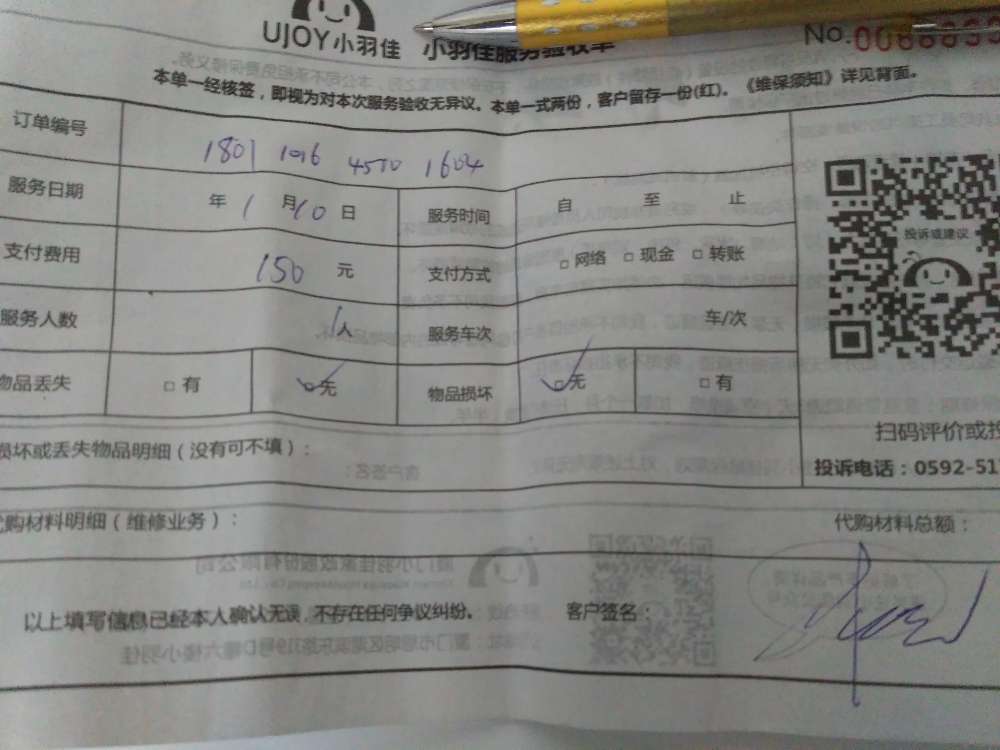 UJOY小羽佳 小羽佳服务验收单
No.
本单一经核签，即视为对本次服务验收无异议。本单一式两份，客户留存一份(红)。《维保须知》详见背面。
订单编号 1801 1016 4510 1604
服务日期 年 1 月 10 日 服务时间 自 至 止
支付费用 150 元 支付方式 □ 网络 □ 现金 □ 转账
服务人数 1人 服务车次 车/次
物品丢失 □ 有 ☑ 无 物品损坏 ☑ 无 □ 有
投诉或建议
扫码评价或投
损坏或丢失物品明细（没有可不填）：
投诉电话：0592-51
代购材料明细（维修业务）： 代购材料总额：
以上填写信息已经本人确认无误，不存在任何争议纠纷。 客户签名：